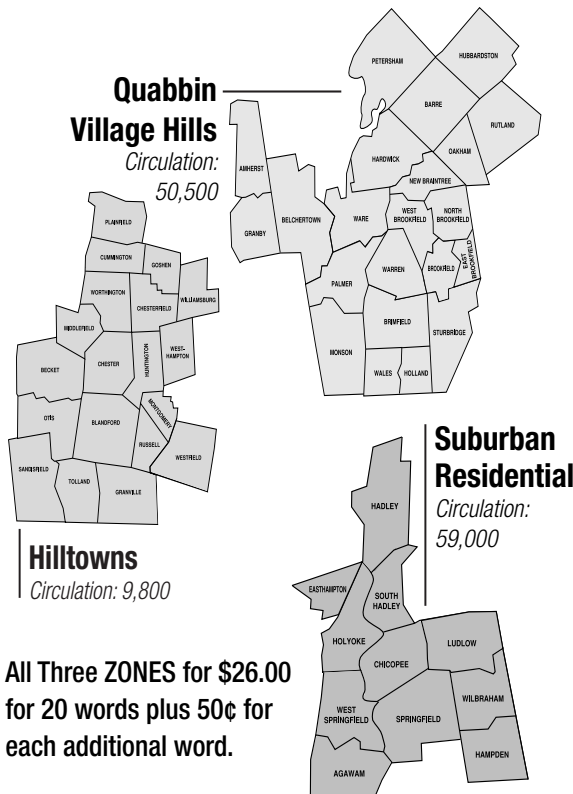 Quabbin
Village Hills
Circulation:
50,500
PETERSHAM
HUBBARDSTON
BARRE
RUTLAND
OAKHAM
HARDWICK
NEW BRAINTREE
AMHERST
BELCHERTOWN
GRANBY
WARE
WEST
BROOKFIELD
NORTH
BROOKFIELD
EAST
BROOKFIELD
BROOKFIELD
WARREN
PALMER
BRIMFIELD
STURBRIDGE
MONSON
WALES
HOLLAND
PLAINFIELD
CUMMINGTON
GOSHEN
WORTHINGTON
CHESTERFIELD
WILLIAMSBURG
MIDDLEFIELD
WEST-
HAMPTON
HUNTINGTON
CHESTER
BECKET
MONTGOMERY
OTIS
BLANDFORD
RUSSELL
WESTFIELD
SANDISFIELD
TOLLAND
GRANVILLE
Hilltowns
Circulation: 9,800
Suburban
Residential
Circulation:
59,000
HADLEY
EASTHAMPTON
SOUTH
HADLEY
HOLYOKE
CHICOPEE
LUDLOW
WEST
SPRINGFIELD
SPRINGFIELD
WILBRAHAM
HAMPDEN
AGAWAM
All Three ZONES for $26.00
for 20 words plus 50¢ for
each additional word.